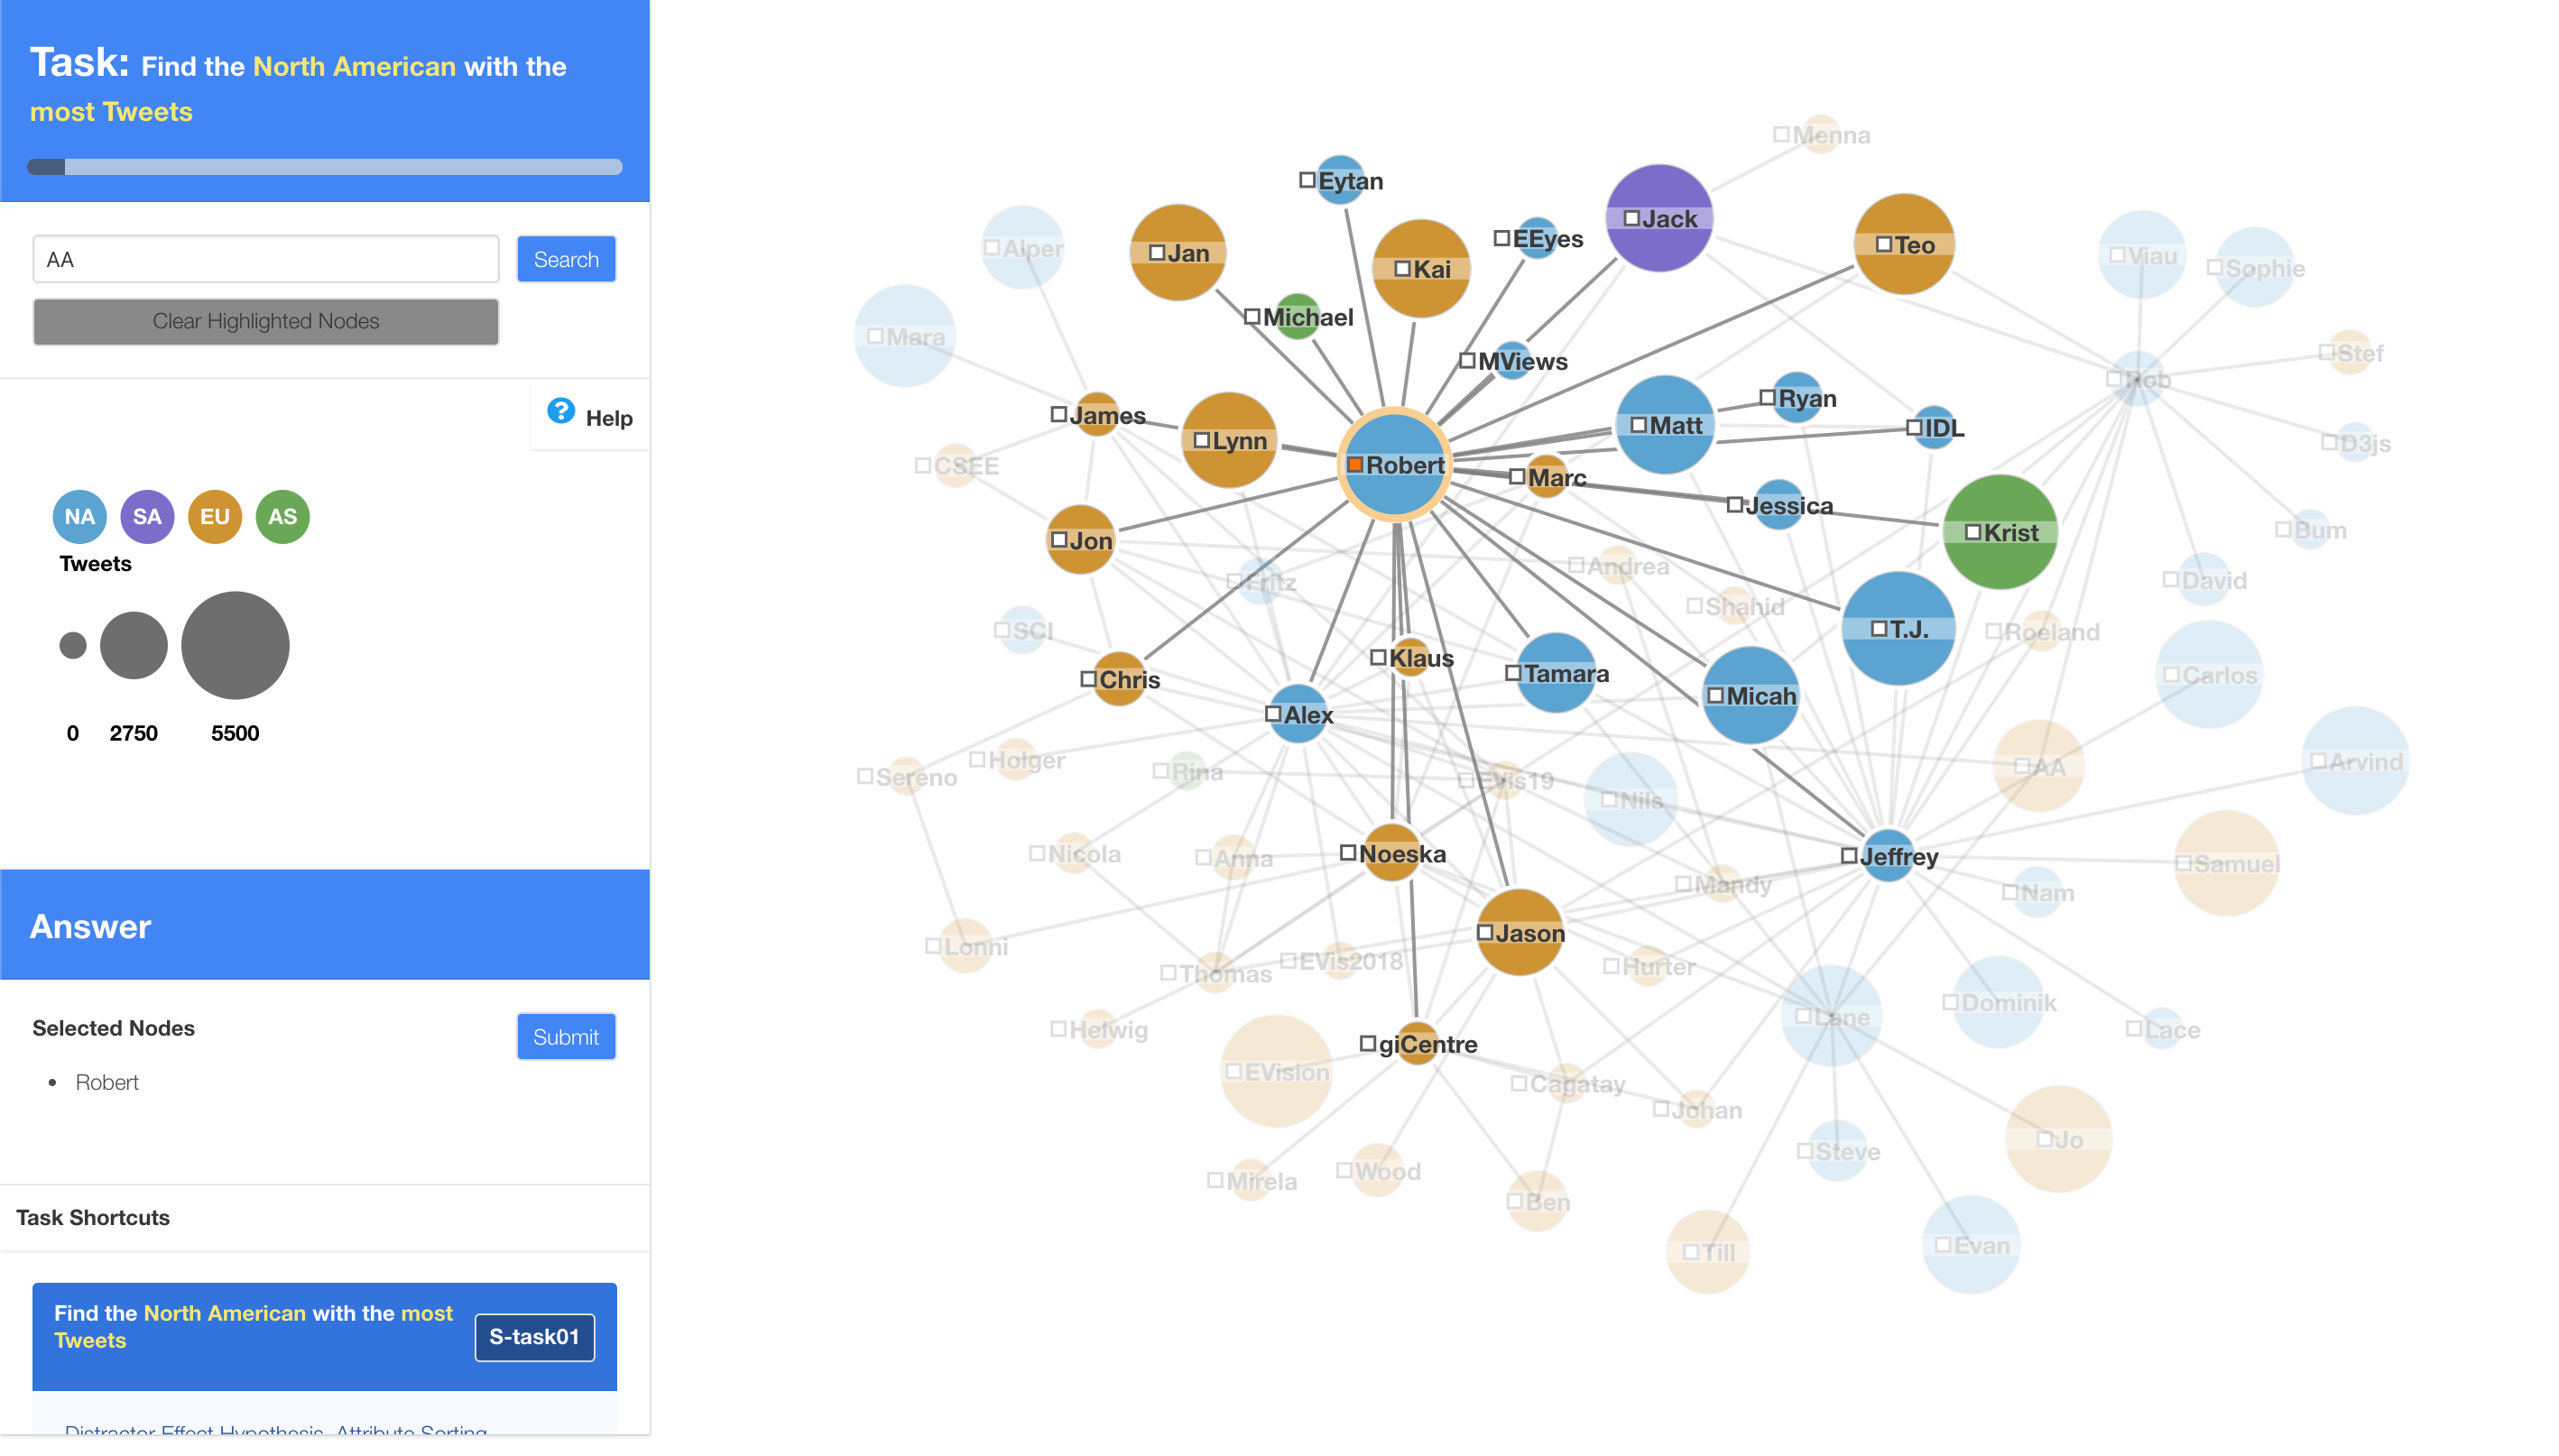 Task: Find the North American with the
most Tweets
AA
Search
Clear Highlighted Nodes
? Help
NA SA EU AS
Tweets
0 2750 5500
Answer
Selected Nodes
Submit
• Robert
Task Shortcuts
Find the North American with the most
Tweets
S-task01
Distractor Effect Hypothesis, Attribute Sorting
Menna
Eytan
Jack
EEyes
Teo
Alper
Jan
Kai
Viau
Sophie
Michael
Mara
MViews
Stef
Rob
Ryan
James
Matt
IDL
Lynn
D3js
CSEE
Robert
Marc
Jessica
Bum
Krist
Jon
Andrea
Fritz
David
Shahid
SCI
T.J.
Roeland
Klaus
Tamara
Carlos
Chris
Micah
Alex
Holger
Arvind
AA
Rina
Sereno
EVis19
Nils
Nicola
Anna
Noeska
Jeffrey
Samuel
Mandy
Nam
Jason
Lonni
EVis2018
Hurter
Thomas
Dominik
Lane
Helwig
Lace
giCentre
EVision
Cagatay
Johan
Jo
Steve
Wood
Mirela
Ben
Evan
Till